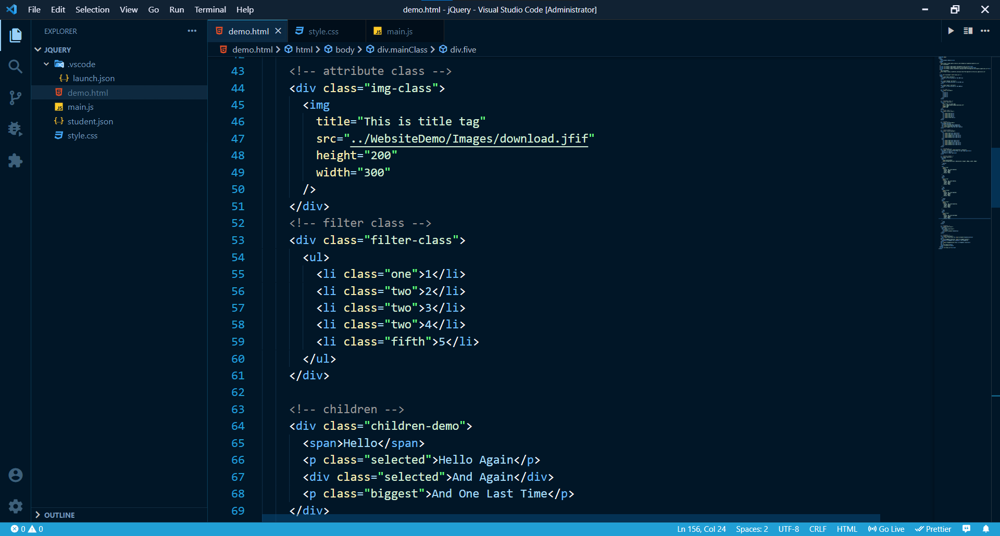 File Edit Selection View Go Run Terminal Help
demo.html - jQuery - Visual Studio Code [Administrator]
EXPLORER
JQUERY
.vscode
launch.json
demo.html
main.js
student.json
style.css
OUTLINE
demo.html style.css main.js
demo.html html body div.mainClass div.five
43 <!-- attribute class -->
44 <div class="img-class">
45 <img
46 title="This is title tag"
47 src="../WebsiteDemo/Images/download.jfif"
48 height="200"
49 width="300"
50 />
51 </div>
52 <!-- filter class -->
53 <div class="filter-class">
54 <ul>
55 <li class="one">1</li>
56 <li class="two">2</li>
57 <li class="two">3</li>
58 <li class="two">4</li>
59 <li class="fifth">5</li>
60 </ul>
61 </div>
62
63 <!-- children -->
64 <div class="children-demo">
65 <span>Hello</span>
66 <p class="selected">Hello Again</p>
67 <div class="selected">And Again</div>
68 <p class="biggest">And One Last Time</p>
69 </div>
0 0 Ln 156, Col 24 Spaces: 2 UTF-8 CRLF HTML Go Live Prettier